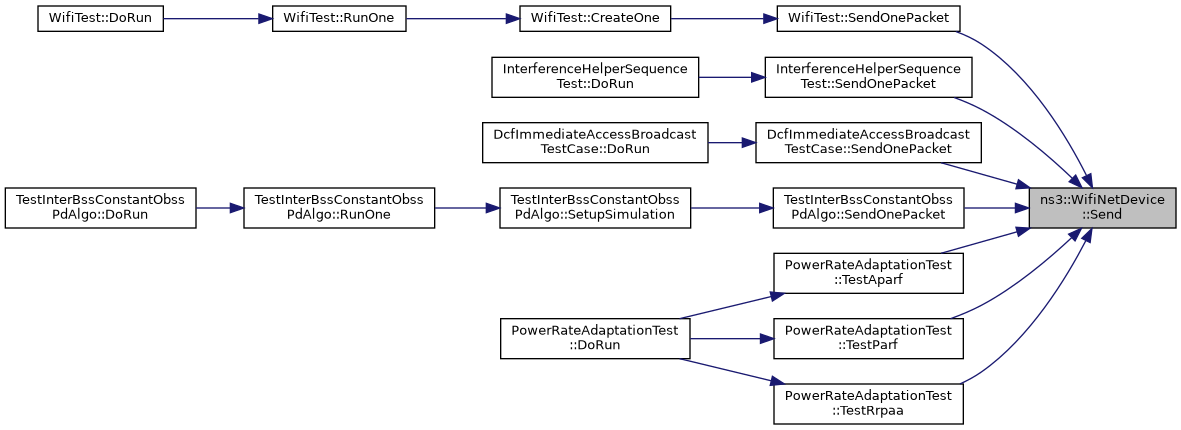 WifiTest::DoRun
WifiTest::RunOne
WifiTest::CreateOne
WifiTest::SendOnePacket
InterferenceHelperSequence
Test::DoRun
InterferenceHelperSequence
Test::SendOnePacket
DcfImmediateAccessBroadcast
TestCase::DoRun
DcfImmediateAccessBroadcast
TestCase::SendOnePacket
TestInterBssConstantObss
PdAlgo::DoRun
TestInterBssConstantObss
PdAlgo::RunOne
TestInterBssConstantObss
PdAlgo::SetupSimulation
TestInterBssConstantObss
PdAlgo::SendOnePacket
ns3::WifiNetDevice
::Send
PowerRateAdaptationTest
::TestAparf
PowerRateAdaptationTest
::DoRun
PowerRateAdaptationTest
::TestParf
PowerRateAdaptationTest
::TestRrpaa